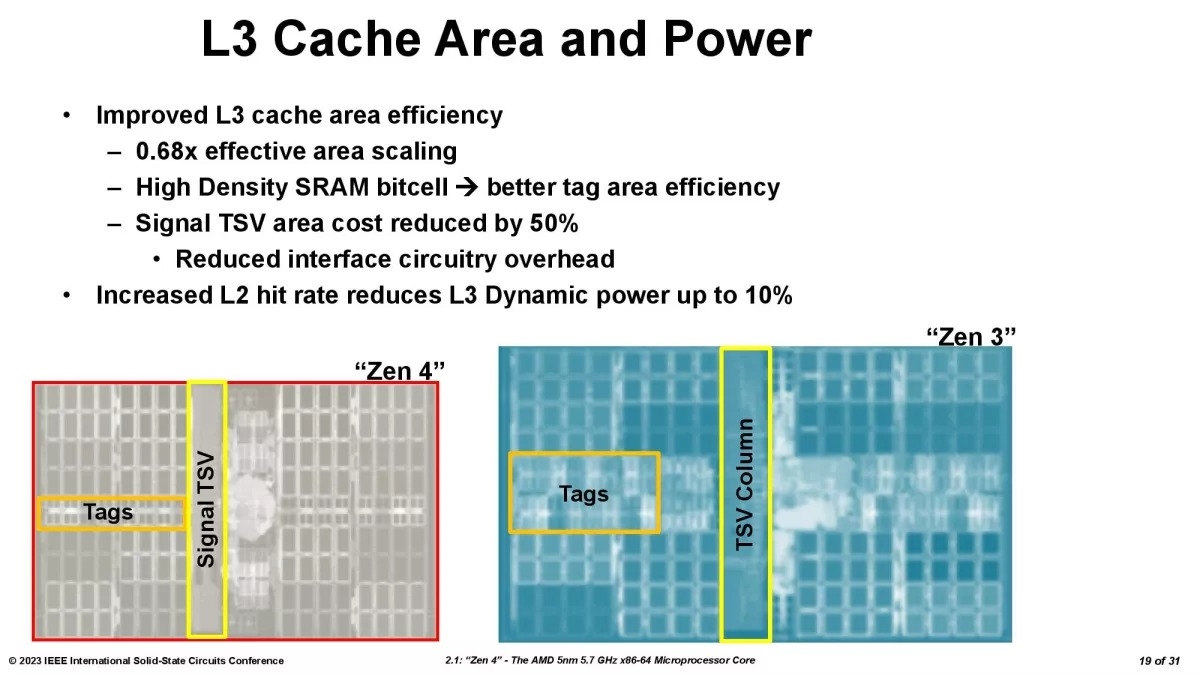 L3 Cache Area and Power
• Improved L3 cache area efficiency
– 0.68x effective area scaling
– High Density SRAM bitcell → better tag area efficiency
– Signal TSV area cost reduced by 50%
• Reduced interface circuitry overhead
• Increased L2 hit rate reduces L3 Dynamic power up to 10%
“Zen 4”
Tags
Signal TSV
“Zen 3”
Tags
TSV Column
© 2023 IEEE International Solid-State Circuits Conference
2.1: “Zen 4” - The AMD 5nm 5.7 GHz x86-64 Microprocessor Core
19 of 31